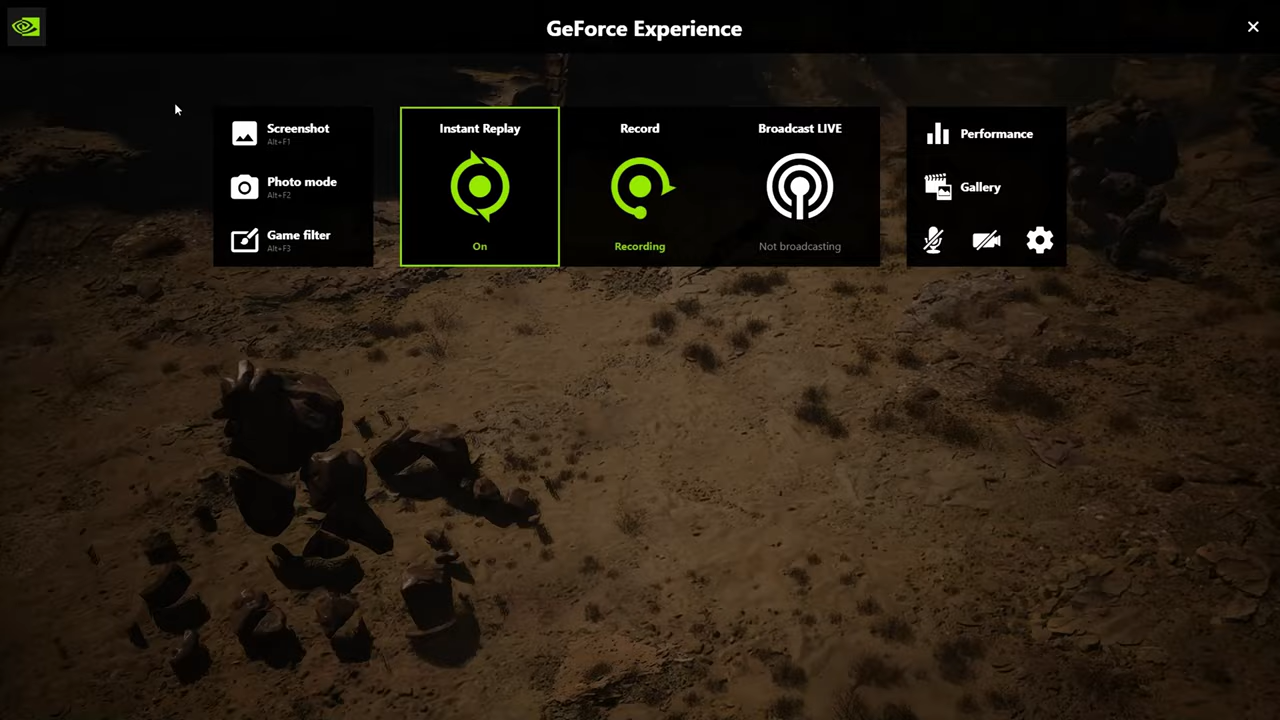 GeForce Experience
Screenshot
Alt+F1
Photo mode
Alt+F2
Game filter
Alt+F3
Instant Replay
On
Record
Recording
Broadcast LIVE
Not broadcasting
Performance
Gallery